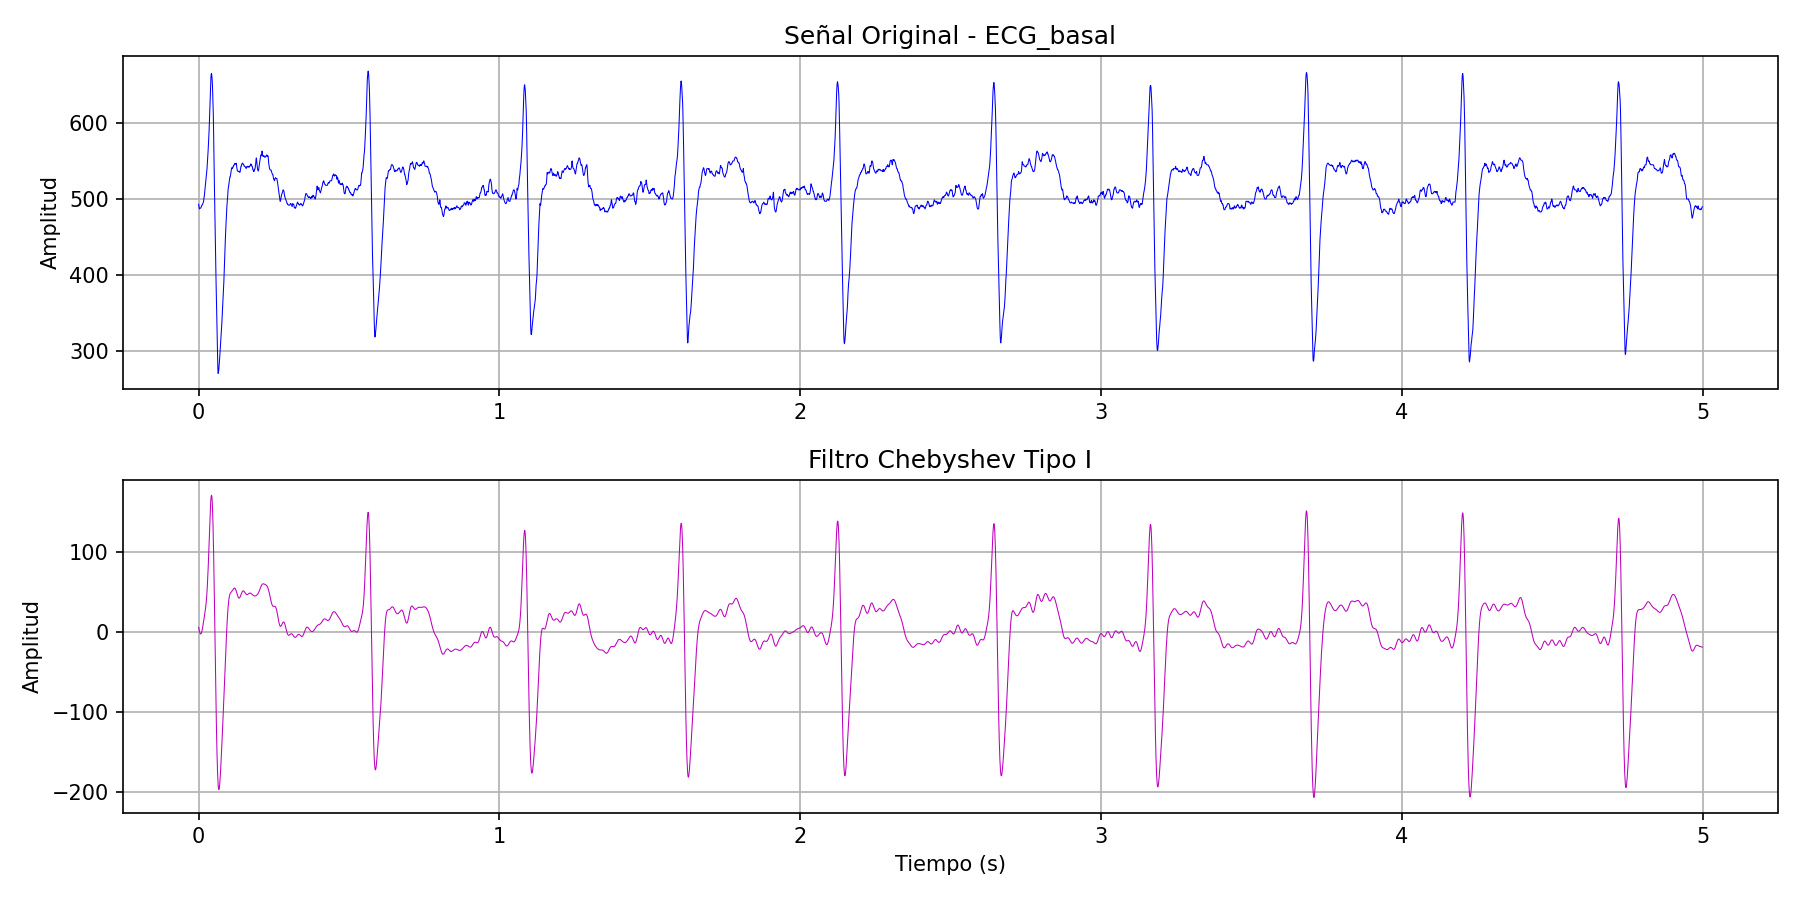 Señal Original - ECG_basal
Amplitud
600
500
400
300
0 1 2 3 4 5
Filtro Chebyshev Tipo I
Amplitud
100
0
−100
−200
0 1 2 3 4 5
Tiempo (s)